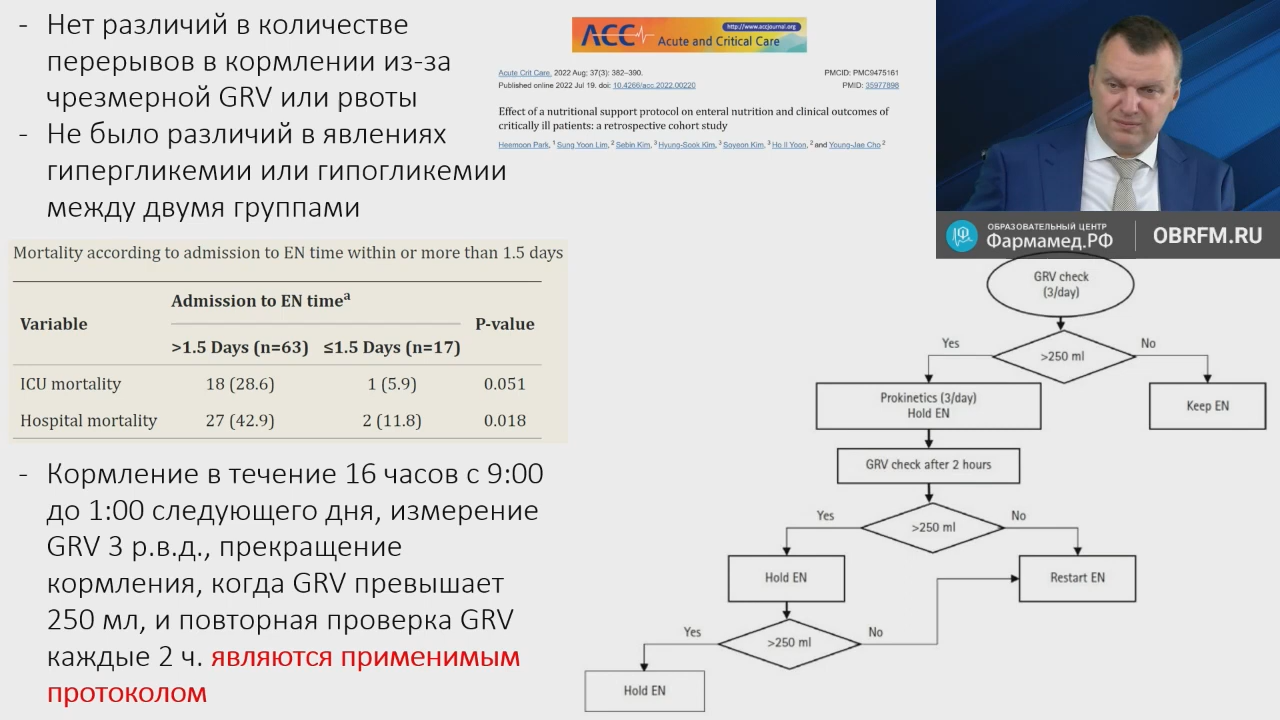 - Нет различий в количестве
перерывов в кормлении из-за
чрезмерной GRV или рвоты
- Не было различий в явлениях
гипергликемии или гипогликемии
между двумя группами
ACC http://www.accjournal.org
Acute and Critical Care
Acute Crit Care. 2022 Aug; 37(3): 382–390. PMCID: PMC9475161
Published online 2022 Jul 19. doi: 10.4266/acc.2022.00220 PMID: 35977898
Effect of a nutritional support protocol on enteral nutrition and clinical outcomes of
critically ill patients: a retrospective cohort study
Heemoon Park, 1 Sung Yoon Lim, 2 Sebin Kim, 3 Hyung-Sook Kim, 3 Soyeon Kim, 3 Ho Il Yoon, 2 and Young-Jae Cho 2
ОБРАЗОВАТЕЛЬНЫЙ ЦЕНТР
Фармамед.РФ
OBRFM.RU
Mortality according to admission to EN time within or more than 1.5 days
Admission to EN timeª
Variable P-value
>1.5 Days (n=63) ≤1.5 Days (n=17)
ICU mortality 18 (28.6) 1 (5.9) 0.051
Hospital mortality 27 (42.9) 2 (11.8) 0.018
- Кормление в течение 16 часов с 9:00
до 1:00 следующего дня, измерение
GRV 3 р.в.д., прекращение
кормления, когда GRV превышает
250 мл, и повторная проверка GRV
каждые 2 ч. являются применимым
протоколом
GRV check
(3/day)
Yes No
>250 ml
Prokinetics (3/day)
Hold EN
Keep EN
GRV check after 2 hours
Yes No
>250 ml
Hold EN
Restart EN
Yes No
>250 ml
Hold EN